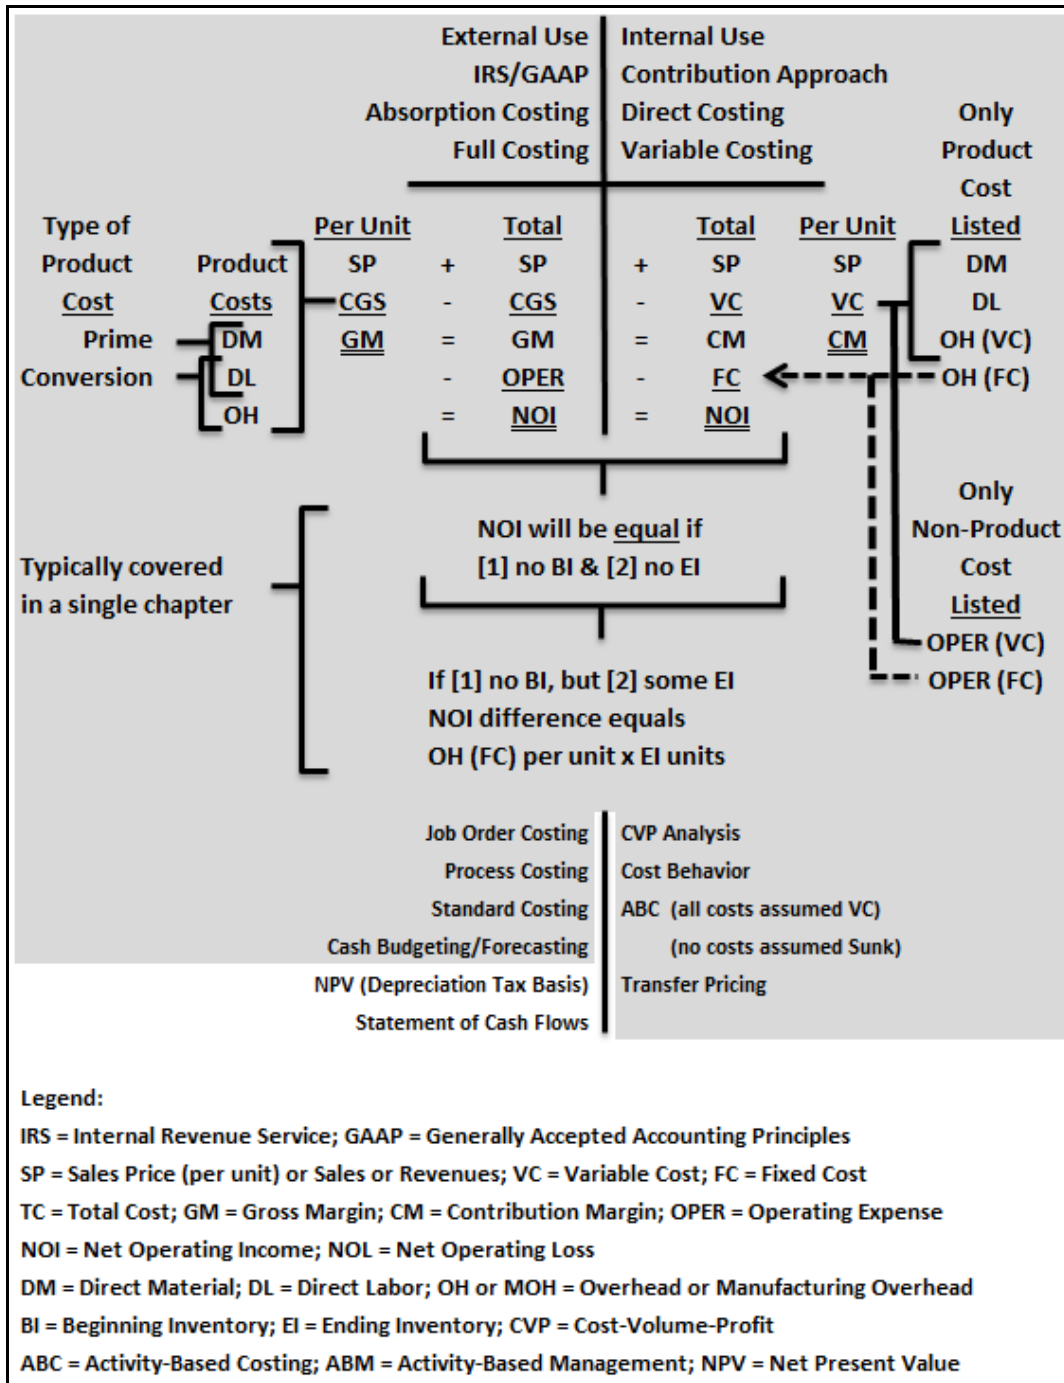 External Use Internal Use
IRS/GAAP Contribution Approach
Absorption Costing Direct Costing Only
Full Costing Variable Costing Product
Cost
Type of Per Unit Total Total Per Unit Listed
Product Product SP + SP + SP SP DM
Cost Costs CGS - CGS - VC VC DL
Prime DM GM = GM = CM CM OH (VC)
Conversion DL - OPER - FC OH (FC)
OH = NOI = NOI
Only
NOI will be equal if Non-Product
Typically covered [1] no BI & [2] no EI Cost
in a single chapter Listed
OPER (VC)
If [1] no BI, but [2] some EI OPER (FC)
NOI difference equals
OH (FC) per unit x EI units
Job Order Costing CVP Analysis
Process Costing Cost Behavior
Standard Costing ABC (all costs assumed VC)
Cash Budgeting/Forecasting (no costs assumed Sunk)
NPV (Depreciation Tax Basis) Transfer Pricing
Statement of Cash Flows
Legend:
IRS = Internal Revenue Service; GAAP = Generally Accepted Accounting Principles
SP = Sales Price (per unit) or Sales or Revenues; VC = Variable Cost; FC = Fixed Cost
TC = Total Cost; GM = Gross Margin; CM = Contribution Margin; OPER = Operating Expense
NOI = Net Operating Income; NOL = Net Operating Loss
DM = Direct Material; DL = Direct Labor; OH or MOH = Overhead or Manufacturing Overhead
BI = Beginning Inventory; EI = Ending Inventory; CVP = Cost-Volume-Profit
ABC = Activity-Based Costing; ABM = Activity-Based Management; NPV = Net Present Value